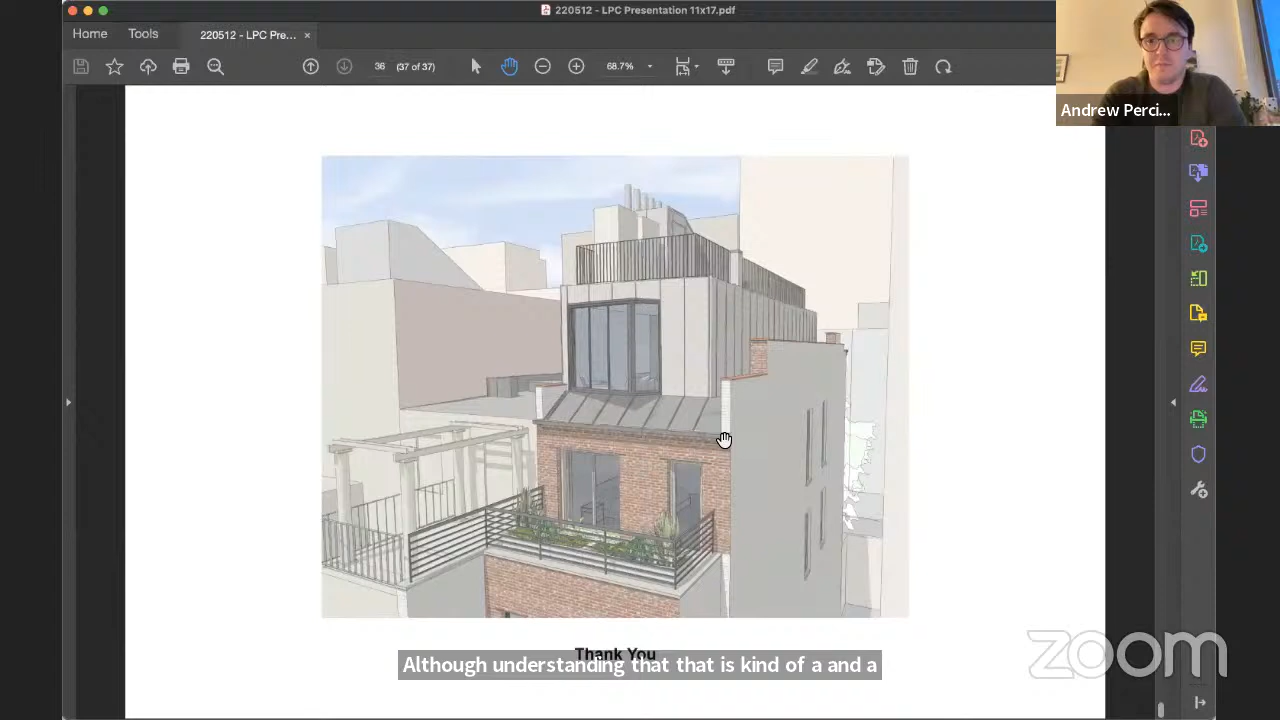 220512 - LPC Presentation 11x17.pdf
Home
Tools
220512 - LPC Pre...
36
(37 of 37)
68.7%
Andrew Perci...
Thank You
Although understanding that that is kind of a and a
zoom